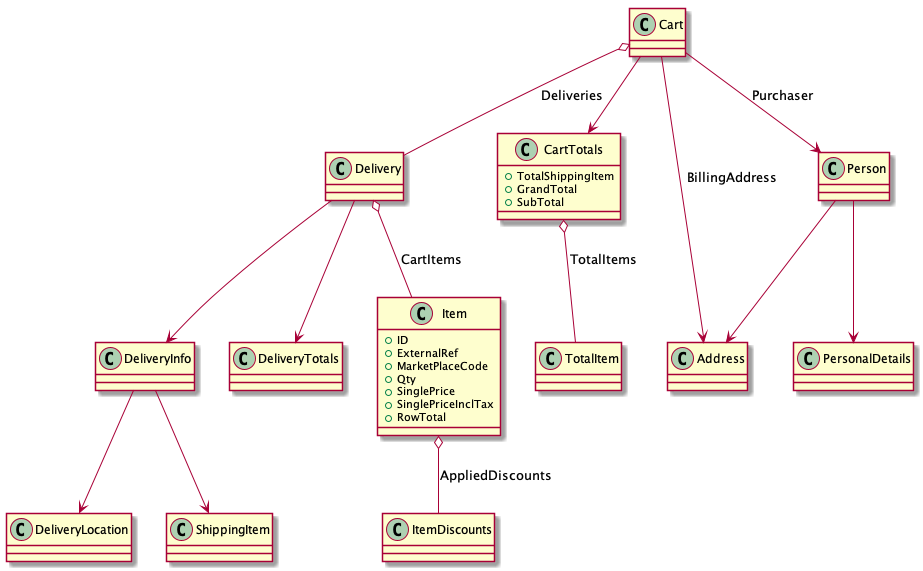 C Cart
Deliveries
Purchaser
C Delivery
C CartTotals
TotalShippingItem
GrandTotal
SubTotal
BillingAddress
C Person
CartItems
TotalItems
C DeliveryInfo
C DeliveryTotals
C Item
ID
ExternalRef
MarketPlaceCode
Qty
SinglePrice
SinglePriceInclTax
RowTotal
C TotalItem
C Address
C PersonalDetails
AppliedDiscounts
C DeliveryLocation
C ShippingItem
C ItemDiscounts